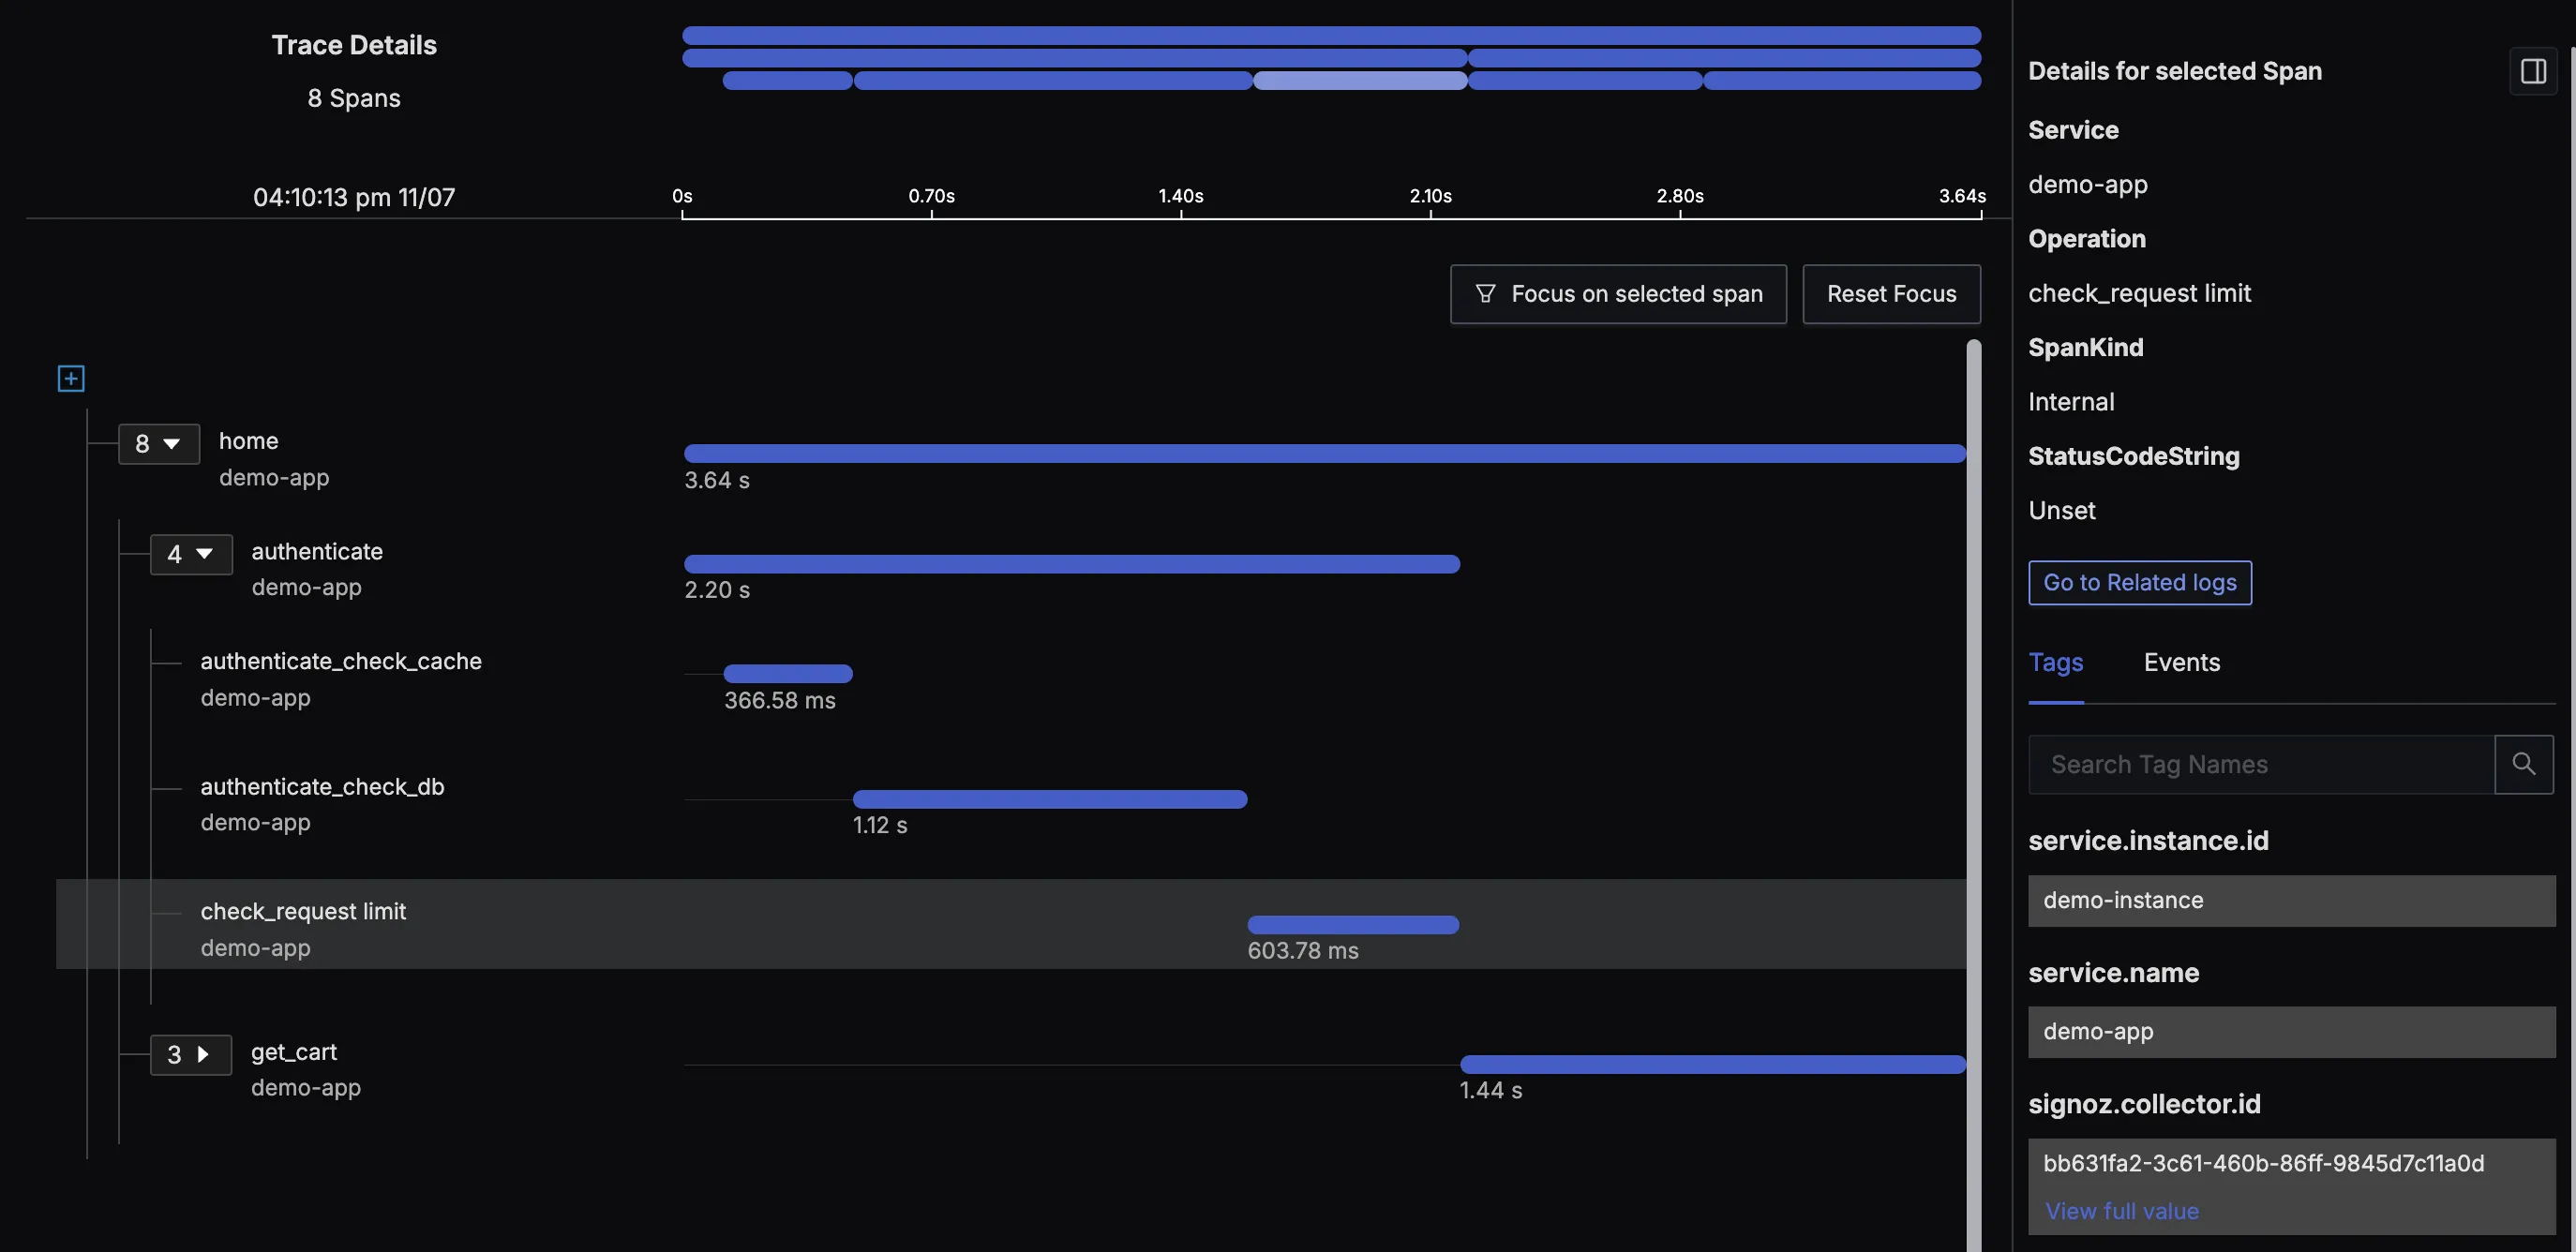 Trace Details
8 Spans
04:10:13 pm 11/07
0s 0.70s 1.40s 2.10s 2.80s 3.64s
Focus on selected span
Reset Focus
8 home
demo-app
3.64 s
4 authenticate
demo-app
2.20 s
authenticate_check_cache
demo-app
366.58 ms
authenticate_check_db
demo-app
1.12 s
check_request limit
demo-app
603.78 ms
3 get_cart
demo-app
1.44 s
Details for selected Span
Service
demo-app
Operation
check_request limit
SpanKind
Internal
StatusCodeString
Unset
Go to Related logs
Tags Events
Search Tag Names
service.instance.id
demo-instance
service.name
demo-app
signoz.collector.id
bb631fa2-3c61-460b-86ff-9845d7c11a0d
View full value